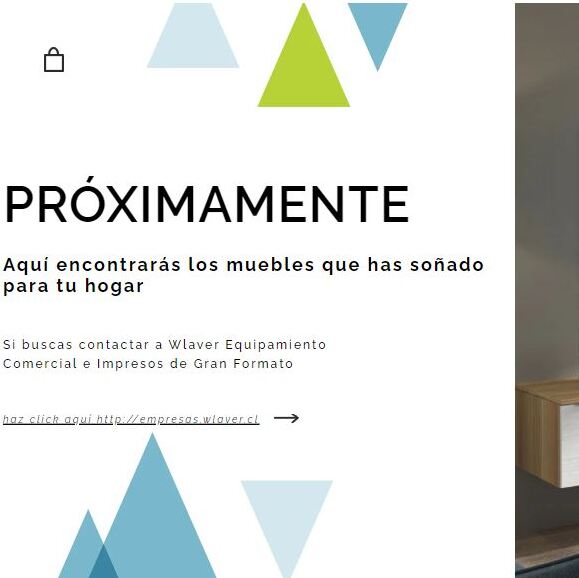 PRÓXIMAMENTE
Aquí encontrarás los muebles que has soñado
para tu hogar
Si buscas contactar a Wlaver Equipamiento
Comercial e Impresos de Gran Formato
haz click aquí http://empresas.wlaver.cl